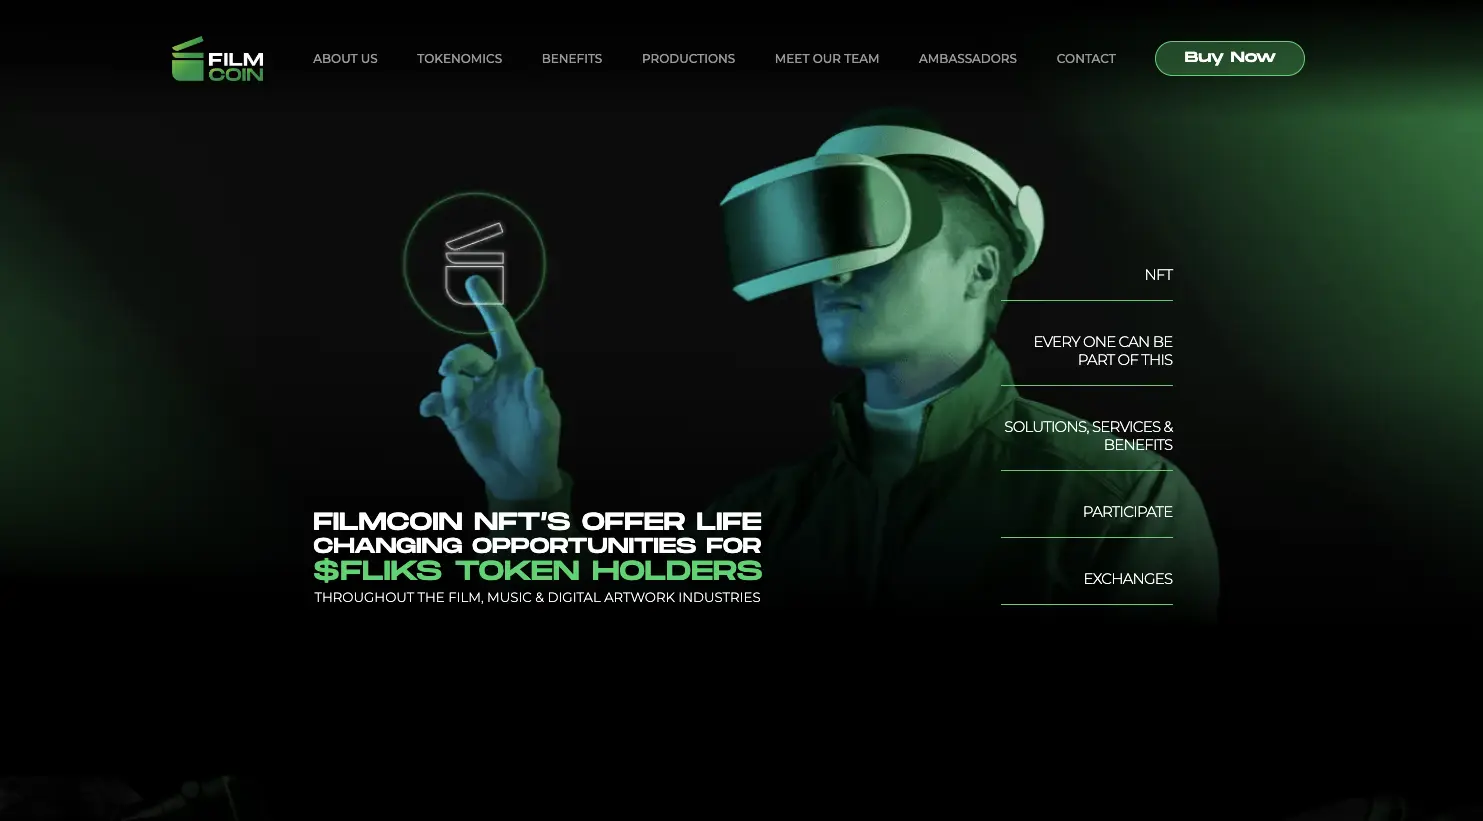 FILM
COIN
ABOUT US
TOKENOMICS
BENEFITS
PRODUCTIONS
MEET OUR TEAM
AMBASSADORS
CONTACT
Buy Now
NFT
EVERY ONE CAN BE
PART OF THIS
SOLUTIONS, SERVICES &
BENEFITS
PARTICIPATE
EXCHANGES
FILMCOIN NFT'S OFFER LIFE
CHANGING OPPORTUNITIES FOR
$FLIKS TOKEN HOLDERS
THROUGHOUT THE FILM, MUSIC & DIGITAL ARTWORK INDUSTRIES